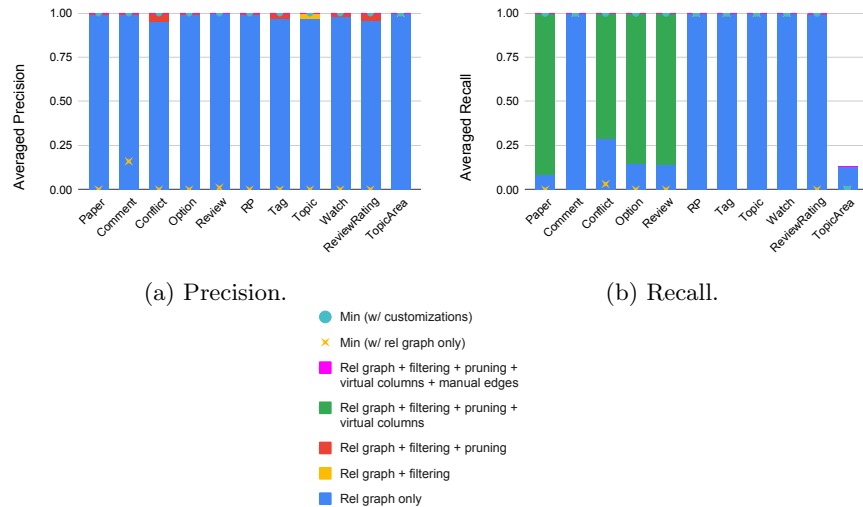 1.00
0.75
0.50
0.25
0.00
Averaged Precision
Paper
Comment
Conflict
Option
Review
RP
Tag
Topic
Watch
ReviewRating
TopicArea
(a) Precision.
1.00
0.75
0.50
0.25
0.00
Averaged Recall
Paper
Comment
Conflict
Option
Review
RP
Tag
Topic
Watch
ReviewRating
TopicArea
(b) Recall.
Min (w/ customizations)
Min (w/ rel graph only)
Rel graph + filtering + pruning +
virtual columns + manual edges
Rel graph + filtering + pruning +
virtual columns
Rel graph + filtering + pruning
Rel graph + filtering
Rel graph only